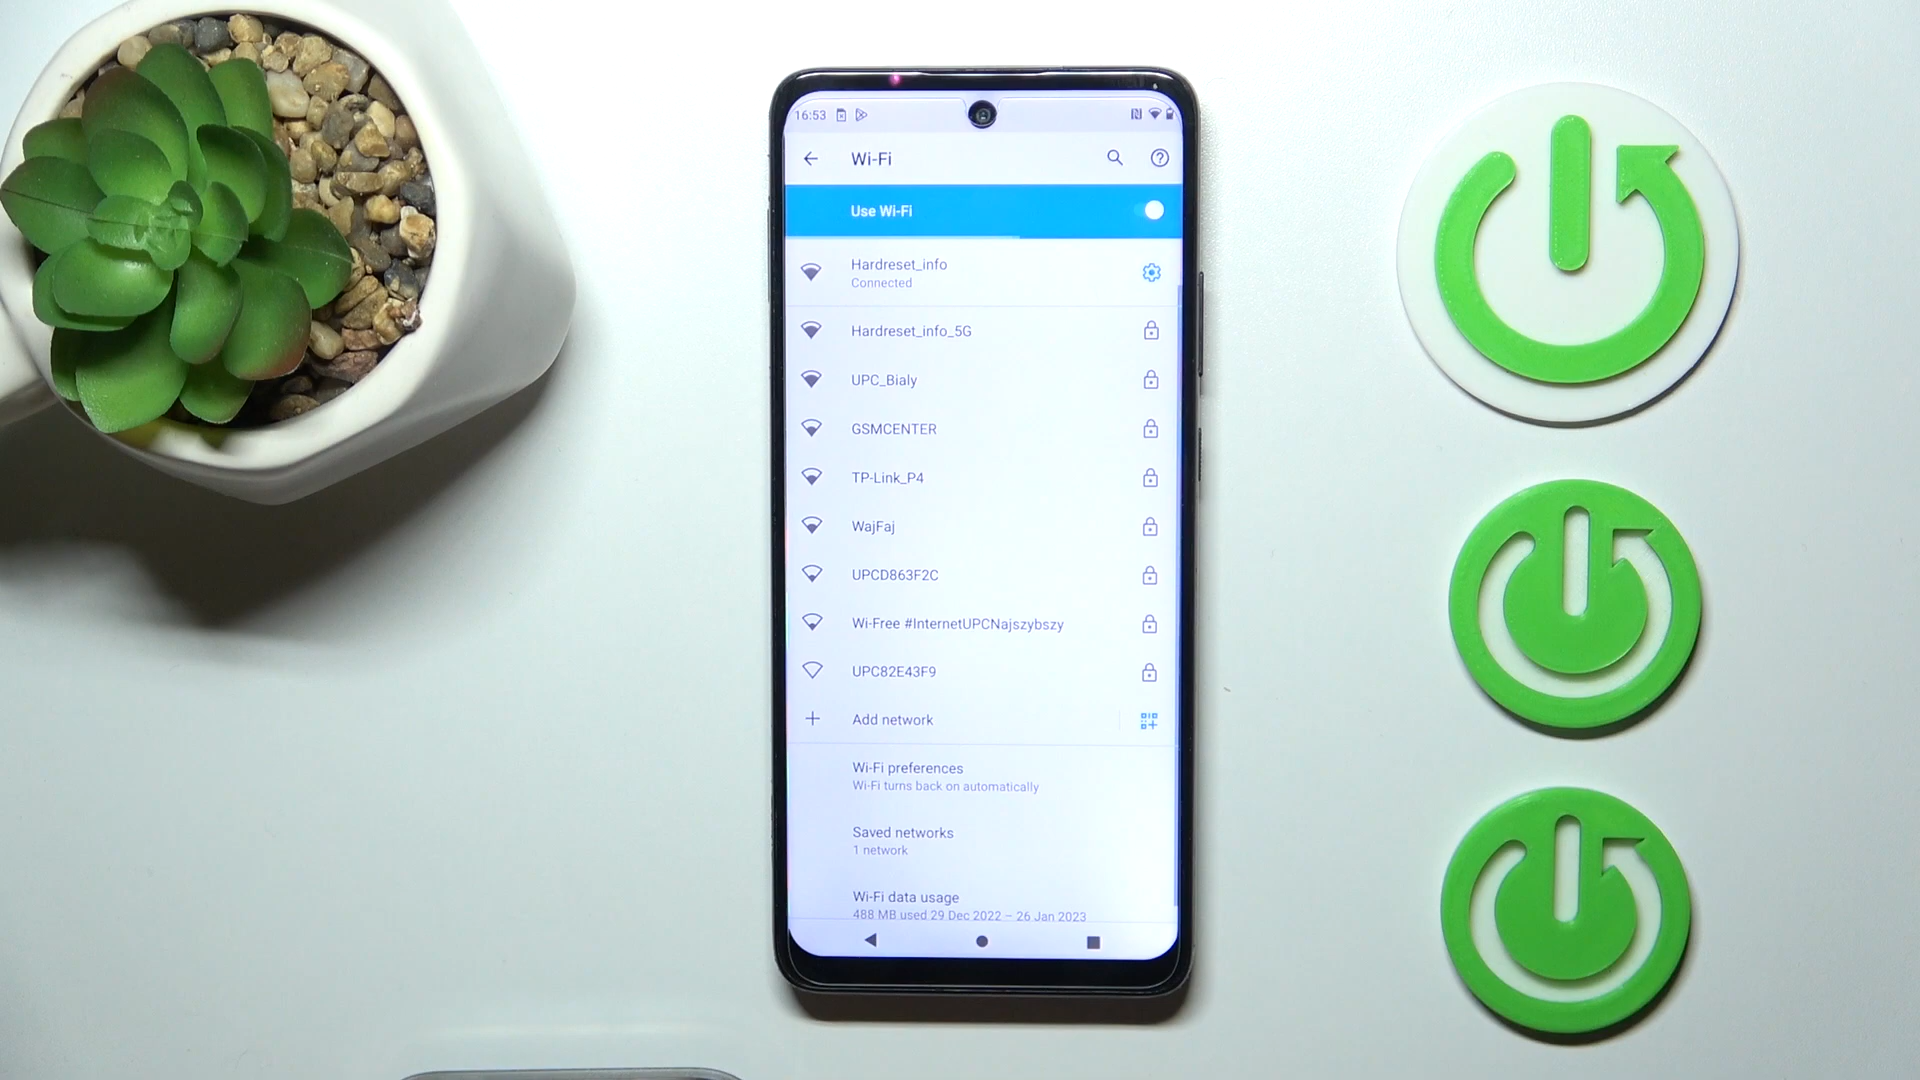 16:53
Wi-Fi
Use Wi-Fi
Hardreset_info
Connected
Hardreset_info_5G
UPC_Bialy
GSMCENTER
TP-Link_P4
WajFaj
UPCD863F2C
Wi-Free #InternetUPCNajszybszy
UPC82E43F9
Add network
Wi-Fi preferences
Wi-Fi turns back on automatically
Saved networks
1 network
Wi-Fi data usage
488 MB used 29 Dec 2022 – 26 Jan 2023